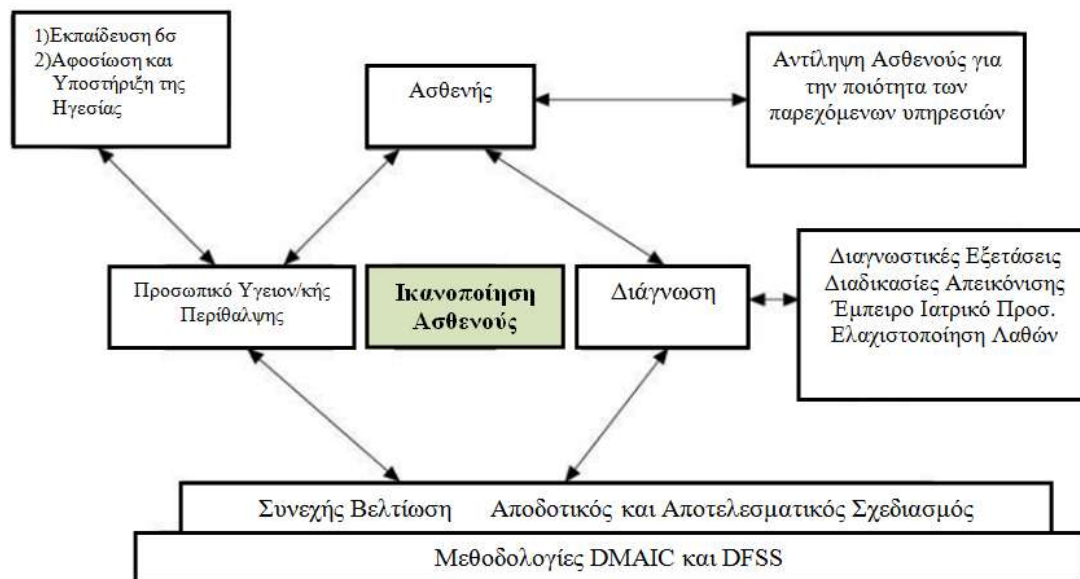 1)Εκπαίδευση 6σ
2)Αφοσίωση και
Υποστήριξη της
Ηγεσίας
Ασθενής
Αντίληψη Ασθενούς για
την ποιότητα των
παρεχόμενων υπηρεσιών
Προσωπικό Υγειον/κής
Περίθαλψης
Ικανοποίηση
Ασθενούς
Διάγνωση
Διαγνωστικές Εξετάσεις
Διαδικασίες Απεικόνισης
Έμπειρο Ιατρικό Προσ.
Ελαχιστοποίηση Λαθών
Συνεχής Βελτίωση Αποδοτικός και Αποτελεσματικός Σχεδιασμός
Μεθοδολογίες DMAIC και DFSS